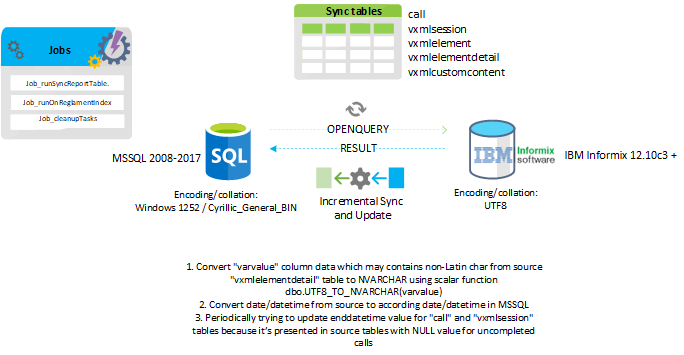 Sync tables
call
vxmlsession
vxmlelement
vxmlelementdetail
vxmlcustomcontent
Jobs
Job_runSyncReportTable.
Job_runOnReglamentIndex
Job_cleanupTasks
OPENQUERY
RESULT
MSSQL 2008-2017
SQL
IBM Informix software
IBM Informix 12.10c3 +
Encoding/collation:
Windows 1252 / Cyrillic_General_BIN
Incremental Sync
and Update
Encoding/collation:
UTF8
1. Convert "varvalue" column data which may contains non-Latin char from source
"vxmlelementdetail" table to NVARCHAR using scalar function
dbo.UTF8_TO_NVARCHAR(varvalue)
2. Convert date/datetime from source to according date/datetime in MSSQL
3. Periodically trying to update enddatetime value for "call" and "vxmlsession"
tables because it's presented in source tables with NULL value for uncompleted
calls